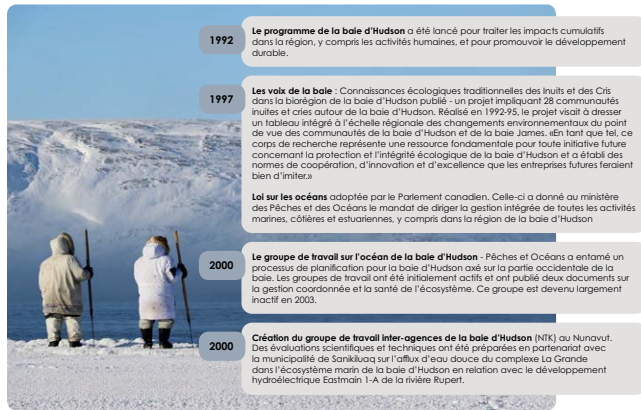 1992
Le programme de la baie d'Hudson a été lancé pour traiter les impacts cumulatifs
dans la région, y compris les activités humaines, et pour promouvoir le développement
durable.
1997
Les voix de la baie : Connaissances écologiques traditionnelles des Inuits et des Cris
dans la biorégion de la baie d'Hudson publié - un projet impliquant 28 communautés
inuites et cries autour de la baie d'Hudson. Réalisé en 1992-95, le projet visait à dresser
un tableau intégré à l'échelle régionale des changements environnementaux du point
de vue des communautés de la baie d'Hudson et de la baie James. «En tant que tel, ce
corps de recherche représente une ressource fondamentale pour toute initiative future
concernant la protection et l'intégrité écologique de la baie d'Hudson et a établi des
normes de coopération, d'innovation et d'excellence que les entreprises futures feraient
bien d'imiter.»
Loi sur les océans adoptée par le Parlement canadien. Celle-ci a donné au ministère
des Pêches et des Océans le mandat de diriger la gestion intégrée de toutes les activités
marines, côtières et estuariennes, y compris dans la région de la baie d'Hudson
2000
Le groupe de travail sur l'océan de la baie d'Hudson - Pêches et Océans a entamé un
processus de planification pour la baie d'Hudson axé sur la partie occidentale de la
baie. Les groupes de travail ont été initialement actifs et ont publié deux documents sur
la gestion coordonnée et la santé de l'écosystème. Ce groupe est devenu largement
inactif en 2003.
2000
Création du groupe de travail inter-agences de la baie d'Hudson (NTK) au Nunavut.
Des évaluations scientifiques et techniques ont été préparées en partenariat avec
la municipalité de Sanikiluaq sur l'afflux d'eau douce du complexe La Grande
dans l'écosystème marin de la baie d'Hudson en relation avec le développement
hydroélectrique Eastmain 1-A de la rivière Rupert.